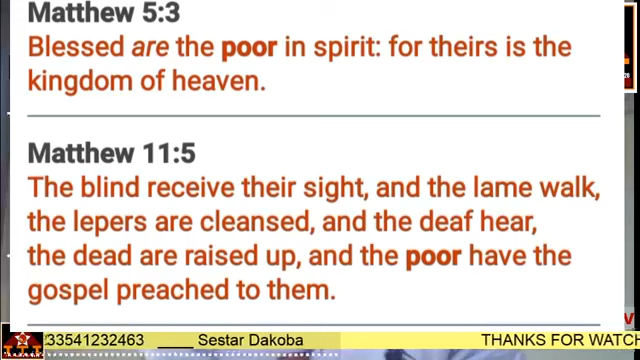 Matthew 5:3
Blessed are the poor in spirit: for theirs is the
kingdom of heaven.
Matthew 11:5
The blind receive their sight, and the lame walk,
the lepers are cleansed, and the deaf hear,
the dead are raised up, and the poor have the
gospel preached to them.
233541232463 ____ Sestar Dakoba THANKS FOR WATCH